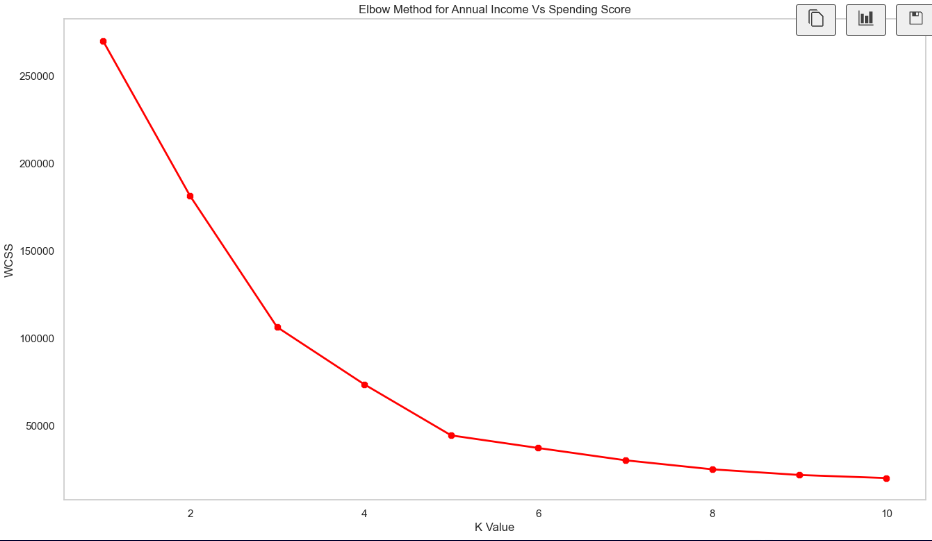 Elbow Method for Annual Income Vs Spending Score
250000
200000
150000
100000
50000
WCSS
2 4 6 8 10
K Value